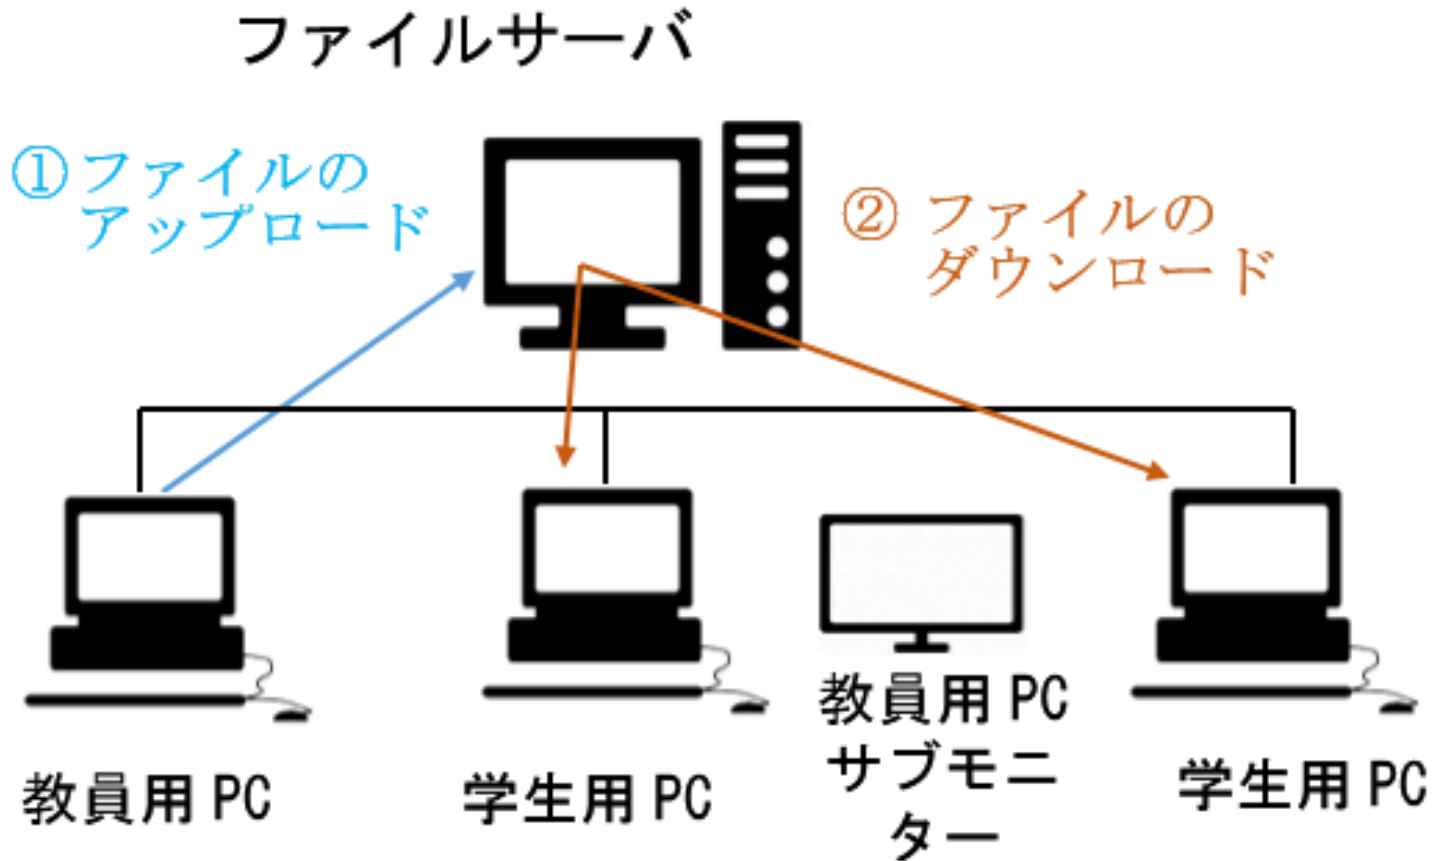 ファイルサーバ
①ファイルの
アップロード
② ファイルの
ダウンロード
教員用 PC
学生用 PC
教員用 PC
サブモニ
ター
学生用 PC